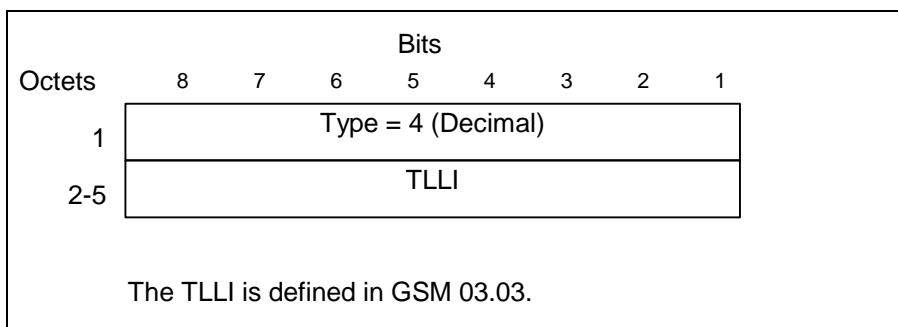 Bits
Octets 8 7 6 5 4 3 2 1
1 Type = 4 (Decimal)
2-5 TLLI
The TLLI is defined in GSM 03.03.